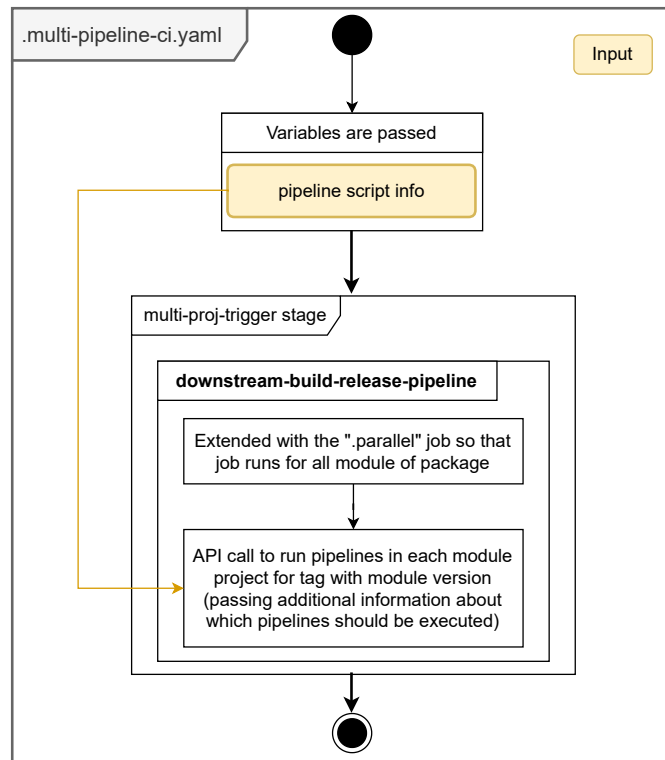 .multi-pipeline-ci.yaml
Input
Variables are passed
pipeline script info
multi-proj-trigger stage
downstream-build-release-pipeline
Extended with the ".parallel" job so that
job runs for all module of package
API call to run pipelines in each module
project for tag with module version
(passing additional information about
which pipelines should be executed)